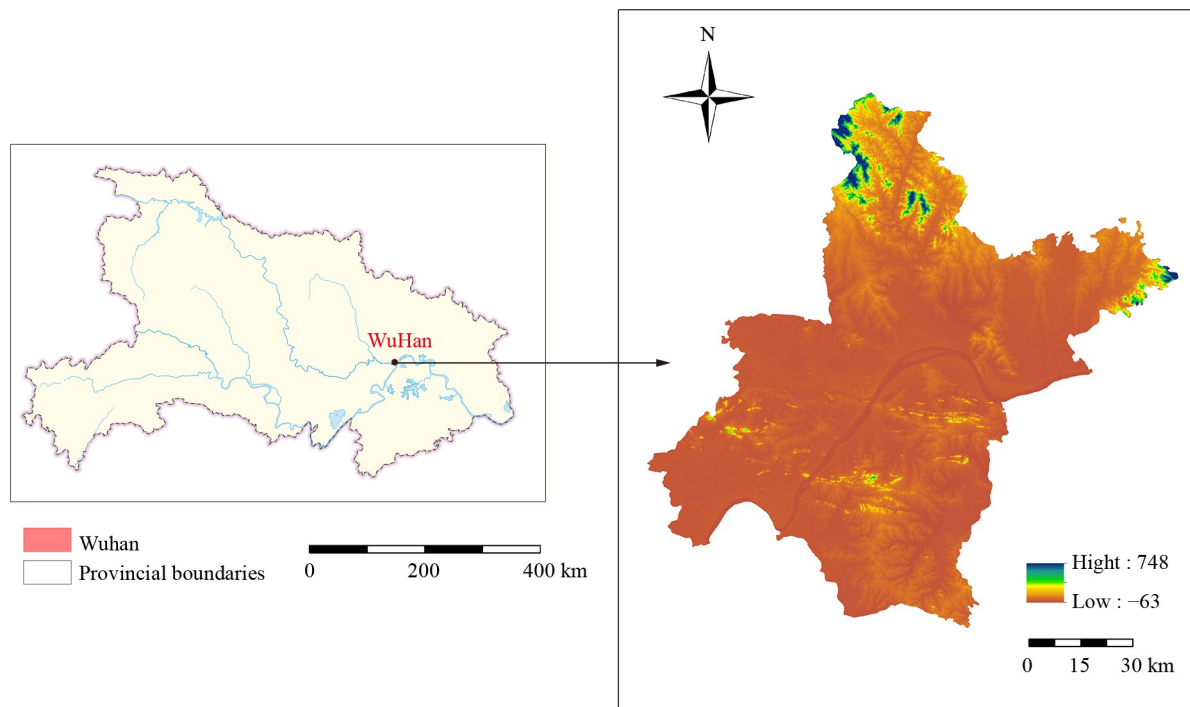 WuHan
Wuhan
Provincial boundaries
0 200 400 km
N
Hight : 748
Low : −63
0 15 30 km